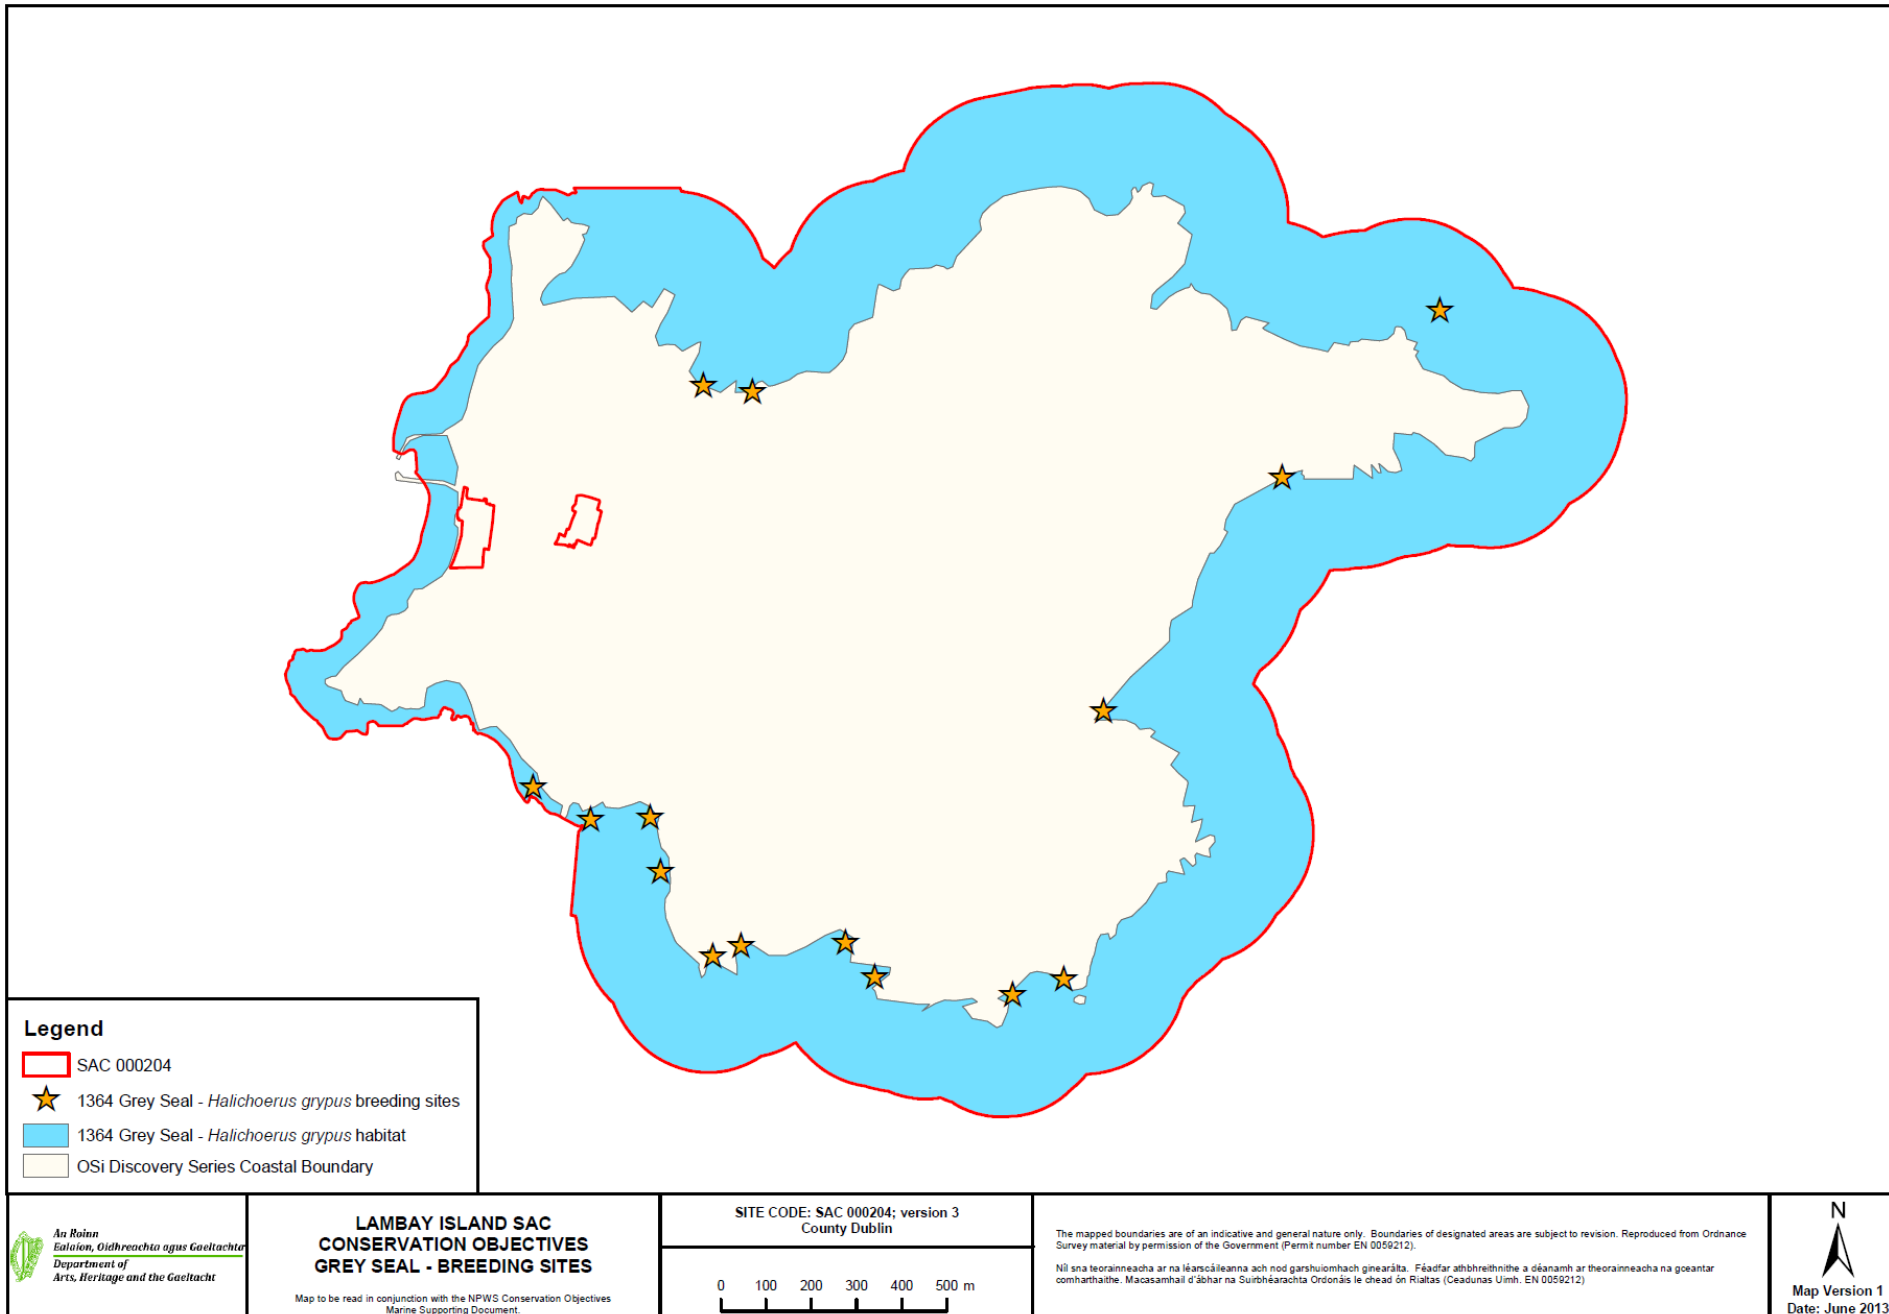 Legend
SAC 000204
1364 Grey Seal - Halichoerus grypus breeding sites
1364 Grey Seal - Halichoerus grypus habitat
OSi Discovery Series Coastal Boundary
An Roinn
Ealaíon, Oidhreachta agus Gaeltachta
Department of
Arts, Heritage and the Gaeltacht
LAMBAY ISLAND SAC
CONSERVATION OBJECTIVES
GREY SEAL - BREEDING SITES
Map to be read in conjunction with the NPWS Conservation Objectives
Marine Supporting Document.
SITE CODE: SAC 000204; version 3
County Dublin
0 100 200 300 400 500 m
The mapped boundaries are of an indicative and general nature only. Boundaries of designated areas are subject to revision. Reproduced from Ordnance
Survey material by permission of the Government (Permit number EN 0059212).
Níl sna teorainneacha ar na léarscáileanna ach nod garshuiomhach ginearálta. Féadfar athbhreithnithe a déanamh ar theorainneacha na gceantar
comharthaithe. Macasamhail d'ábhar na Suirbhéarachta Ordonáis le chead ón Rialtas (Ceadunas Uimh. EN 0059212)
N
Map Version 1
Date: June 2013